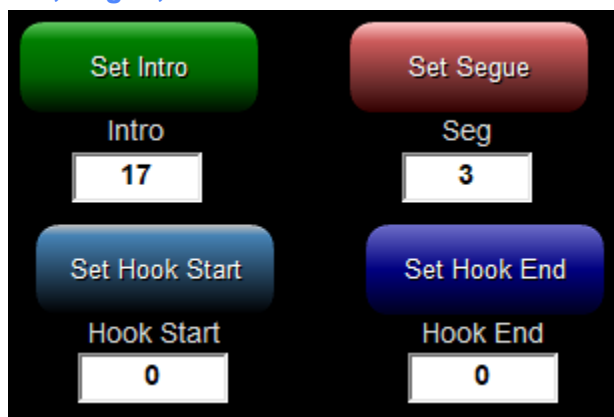 Set Intro Set Segue
Intro Seg
17 3
Set Hook Start Set Hook End
Hook Start Hook End
0 0